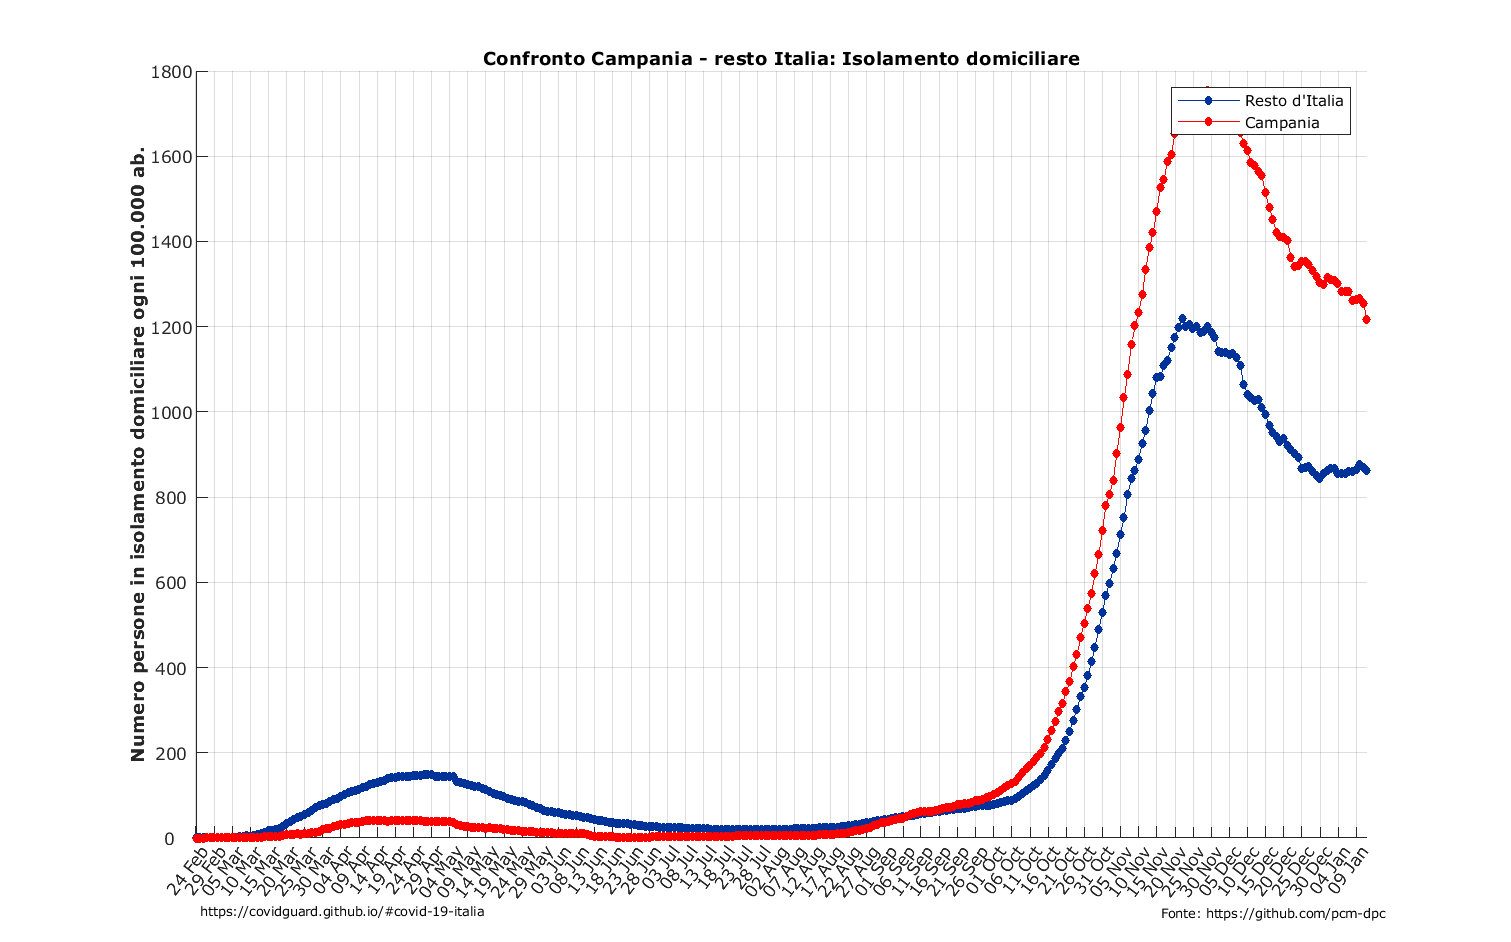 Confronto Campania - resto Italia: Isolamento domiciliare
Numero persone in isolamento domiciliare ogni 100.000 ab.
1800
1600
1400
1200
1000
800
600
400
200
0
Resto d'Italia
Campania
24 Feb
29 Feb
05 Mar
10 Mar
15 Mar
20 Mar
25 Mar
30 Mar
04 Apr
09 Apr
14 Apr
19 Apr
24 Apr
29 Apr
04 May
09 May
14 May
19 May
24 May
29 May
03 Jun
08 Jun
13 Jun
18 Jun
23 Jun
28 Jun
03 Jul
08 Jul
13 Jul
18 Jul
23 Jul
28 Jul
02 Aug
07 Aug
12 Aug
17 Aug
22 Aug
27 Aug
01 Sep
06 Sep
11 Sep
16 Sep
21 Sep
26 Sep
01 Oct
06 Oct
11 Oct
16 Oct
21 Oct
26 Oct
31 Oct
05 Nov
10 Nov
15 Nov
20 Nov
25 Nov
30 Nov
05 Dec
10 Dec
15 Dec
20 Dec
25 Dec
30 Dec
04 Jan
09 Jan
https://covidguard.github.io/#covid-19-italia
Fonte: https://github.com/pcm-dpc